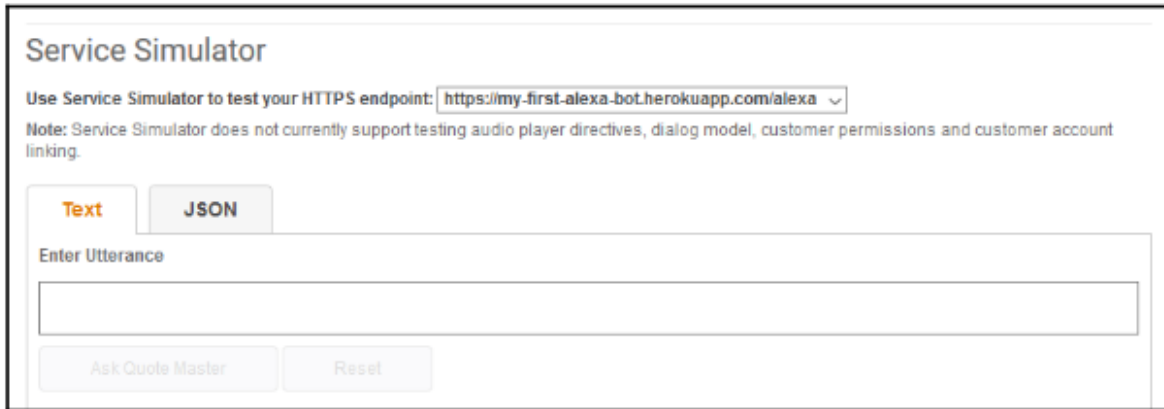 Service Simulator
Use Service Simulator to test your HTTPS endpoint: https://my-first-alexa-bot.herokuapp.com/alexa
Note: Service Simulator does not currently support testing audio player directives, dialog model, customer permissions and customer account
linking.
Text JSON
Enter Utterance
Ask Quote Master Reset